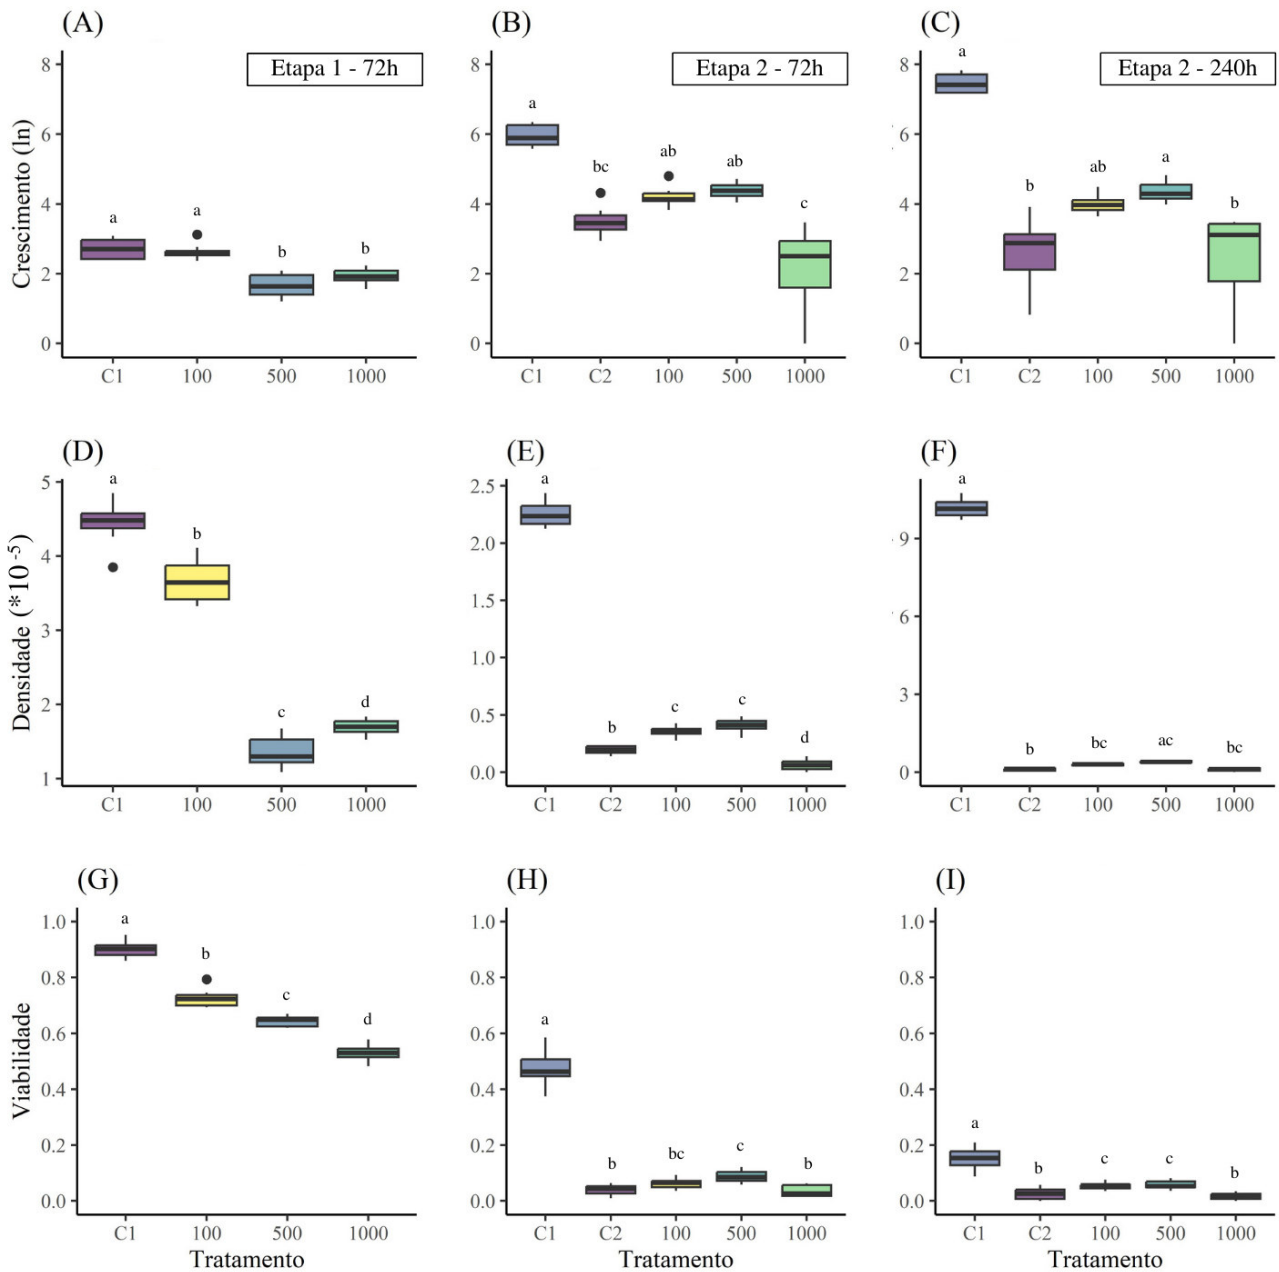 (A) (B) (C)
Etapa 1 - 72h Etapa 2 - 72h Etapa 2 - 240h
Crescimento (ln)
8
6
4
2
0
a a b b
C1 100 500 1000
8
6
4
2
0
a bc ab ab c
C1 C2 100 500 1000
8
6
4
2
0
a b ab a b
C1 C2 100 500 1000
(D) (E) (F)
Densidade (*10 -5)
5
4
3
2
1
a b c d
C1 100 500 1000
2.5
2.0
1.5
1.0
0.5
0.0
a b c c d
C1 C2 100 500 1000
9
6
3
0
a b bc ac bc
C1 C2 100 500 1000
(G) (H) (I)
Viabilidade
1.0
0.8
0.6
0.4
0.2
0.0
a b c d
C1 100 500 1000
Tratamento
1.0
0.8
0.6
0.4
0.2
0.0
a b bc c b
C1 C2 100 500 1000
Tratamento
1.0
0.8
0.6
0.4
0.2
0.0
a b c c b
C1 C2 100 500 1000
Tratamento